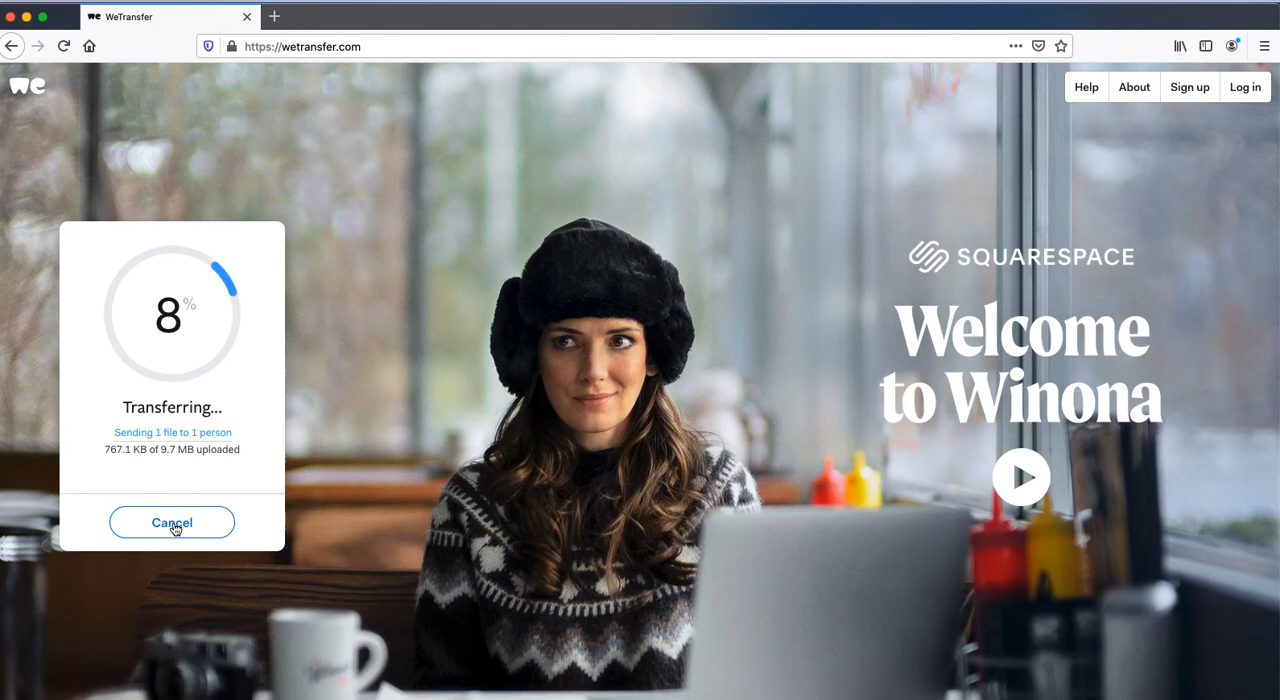 WeTransfer
https://wetransfer.com
we
Help
About
Sign up
Log in
8%
Transferring...
Sending 1 file to 1 person
767.1 KB of 9.7 MB uploaded
Cancel
SQUARESPACE
Welcome
to Winona